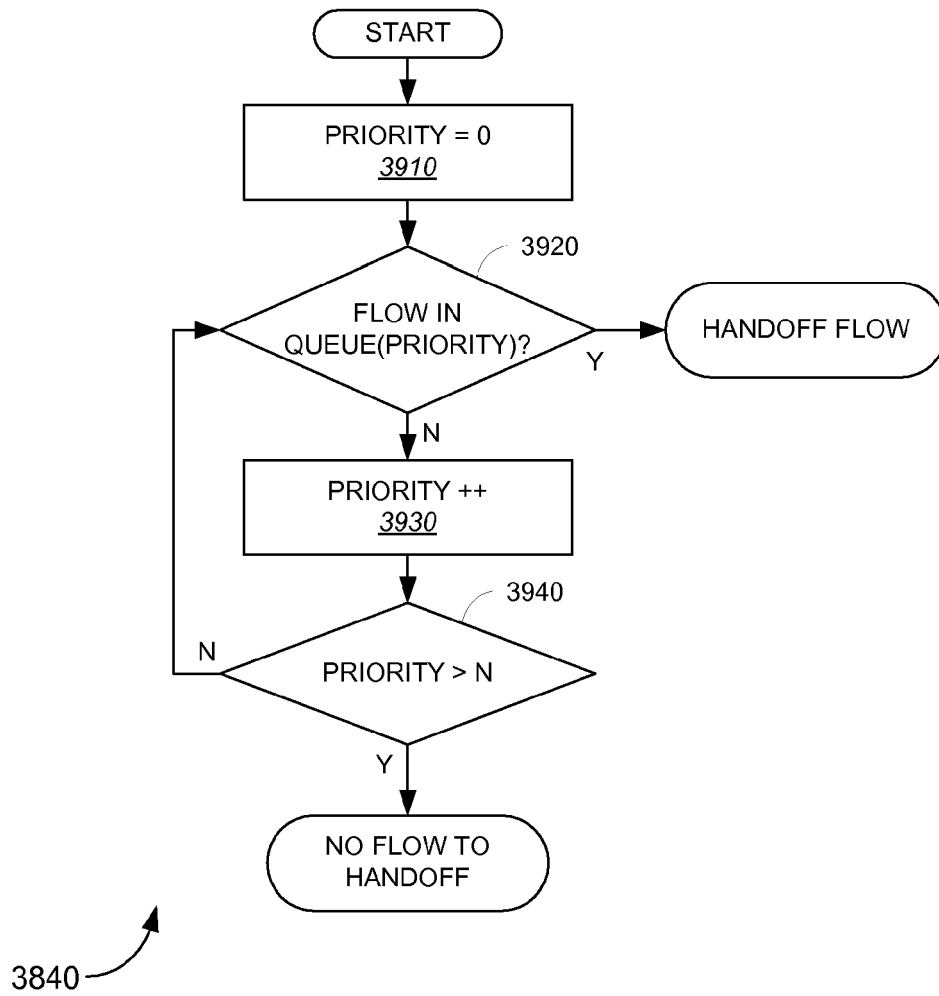 START
PRIORITY = 0
3910
3920
FLOW IN
QUEUE(PRIORITY)?
Y
HANDOFF FLOW
N
PRIORITY ++
3930
3940
N
PRIORITY > N
Y
NO FLOW TO
HANDOFF
3840